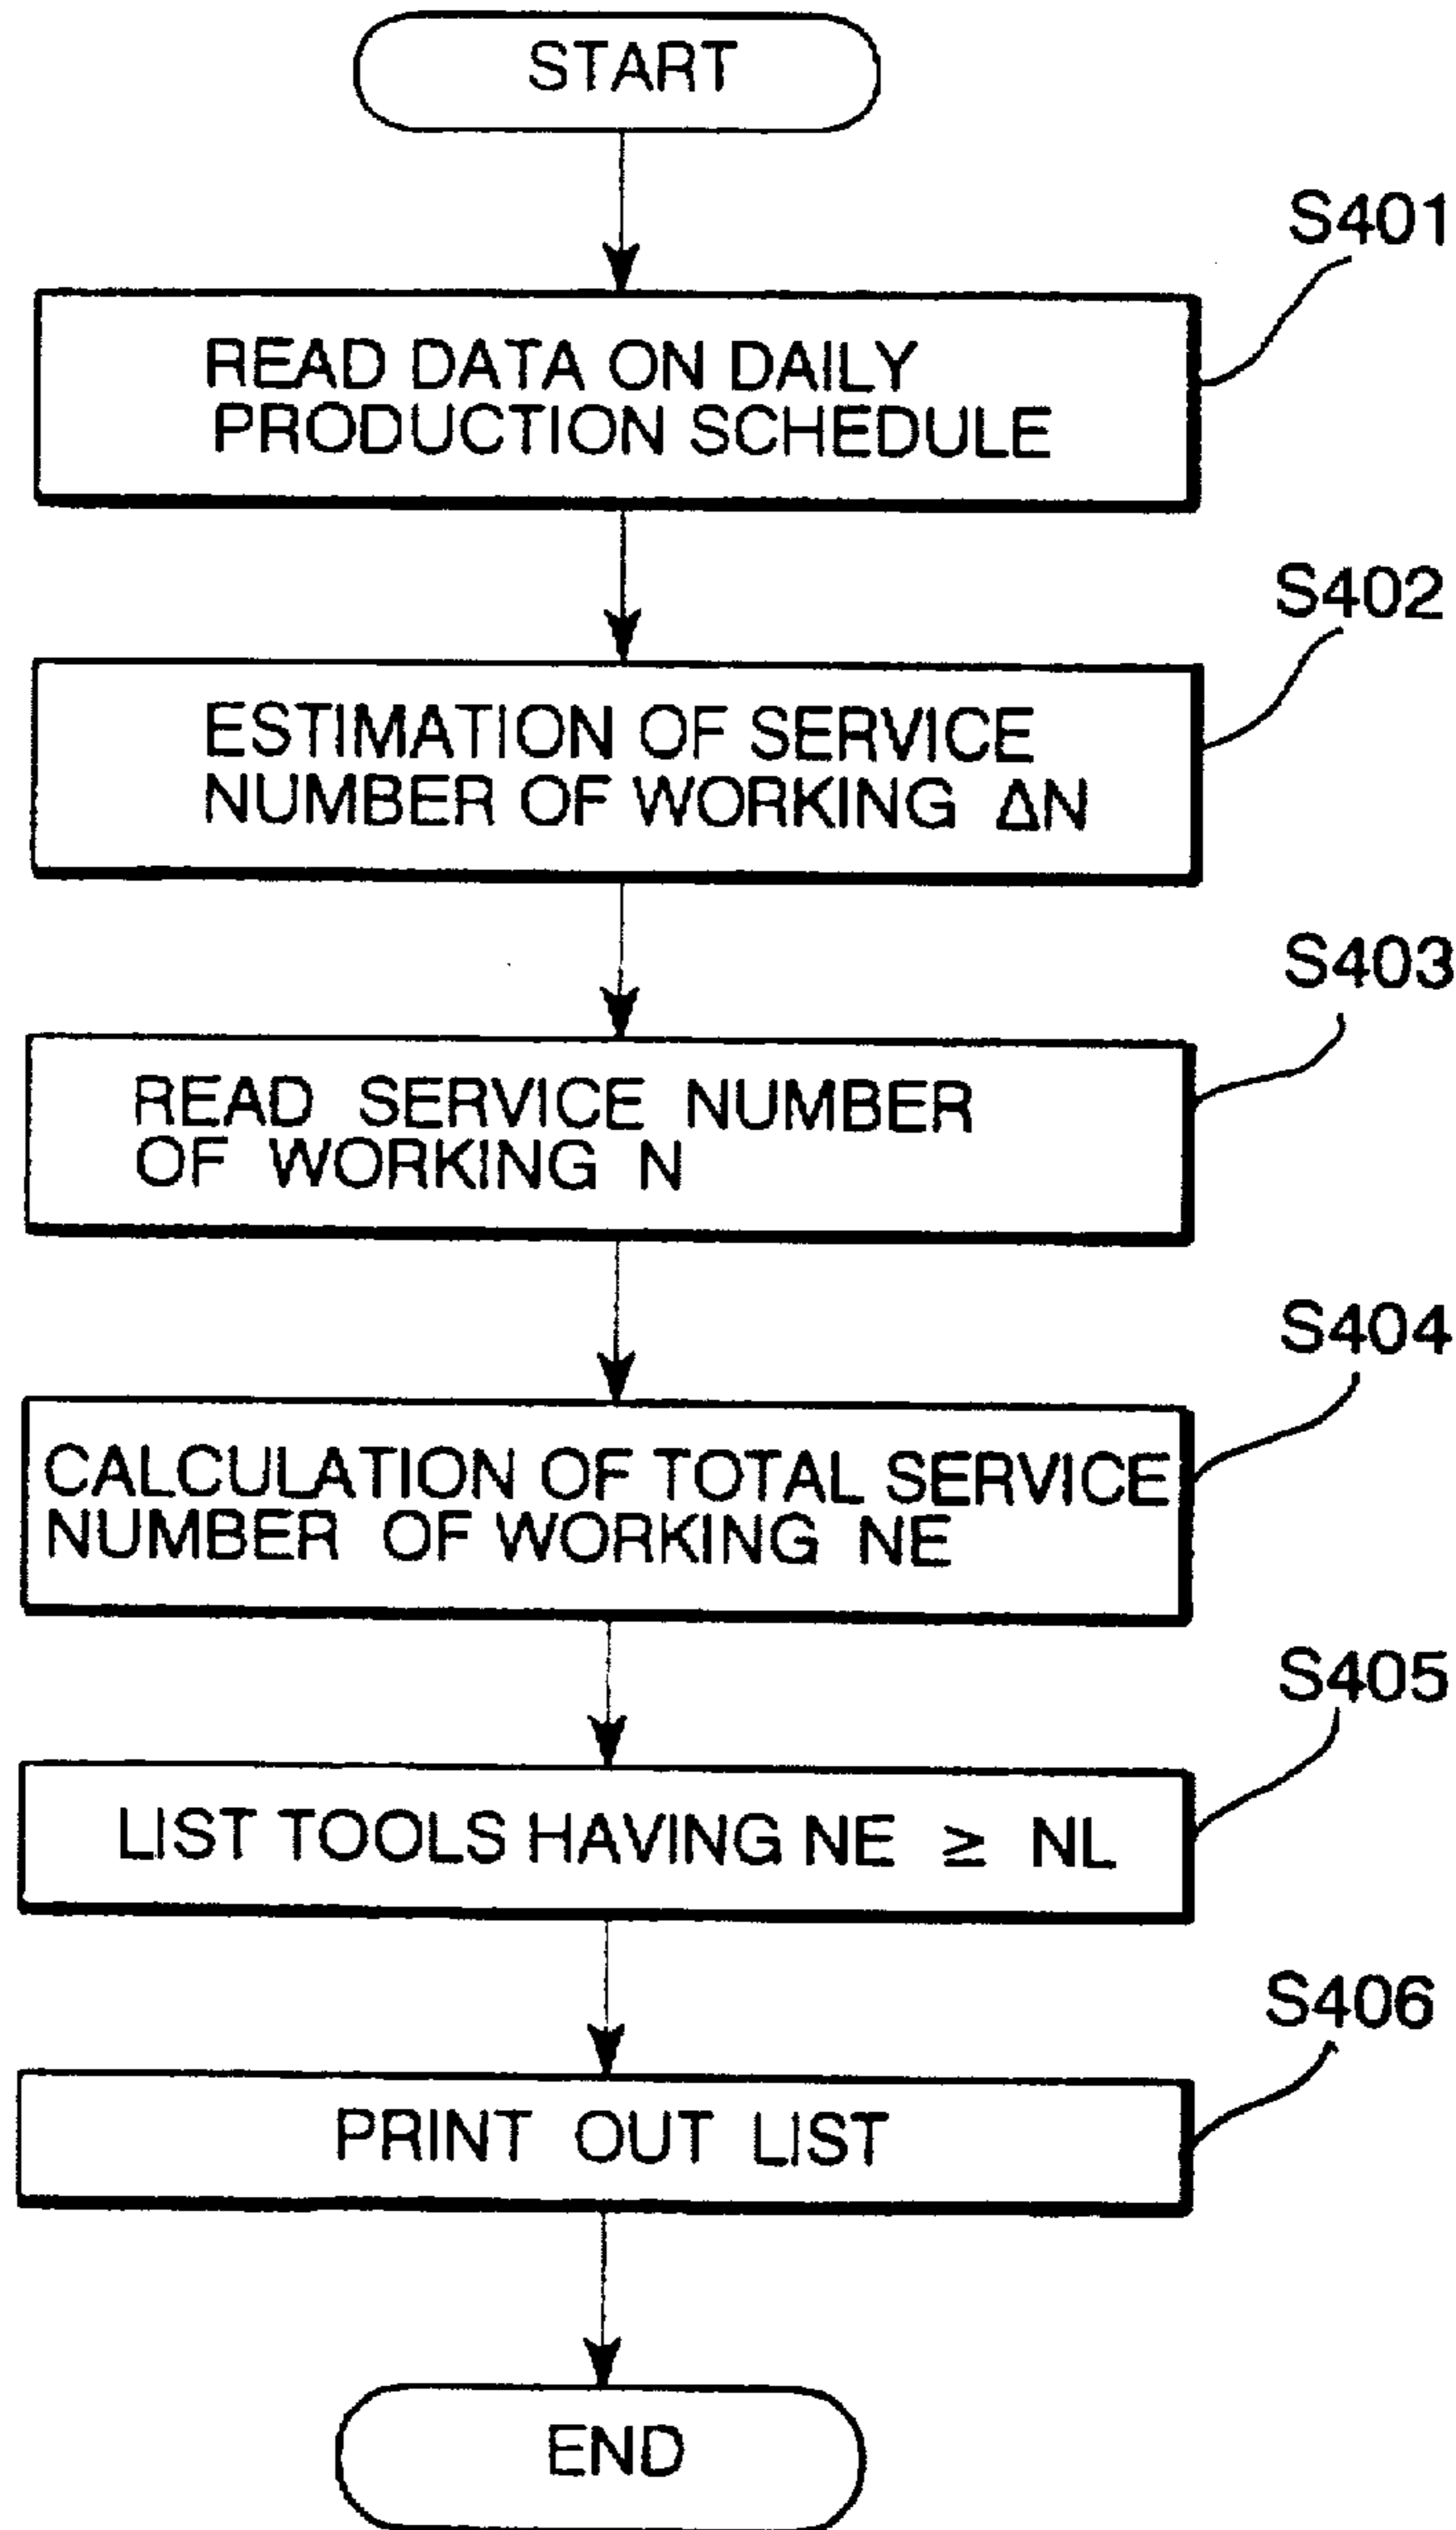 START
S401
READ DATA ON DAILY
PRODUCTION SCHEDULE
S402
ESTIMATION OF SERVICE
NUMBER OF WORKING ΔN
S403
READ SERVICE NUMBER
OF WORKING N
S404
CALCULATION OF TOTAL SERVICE
NUMBER OF WORKING NE
S405
LIST TOOLS HAVING NE ≥ NL
S406
PRINT OUT LIST
END